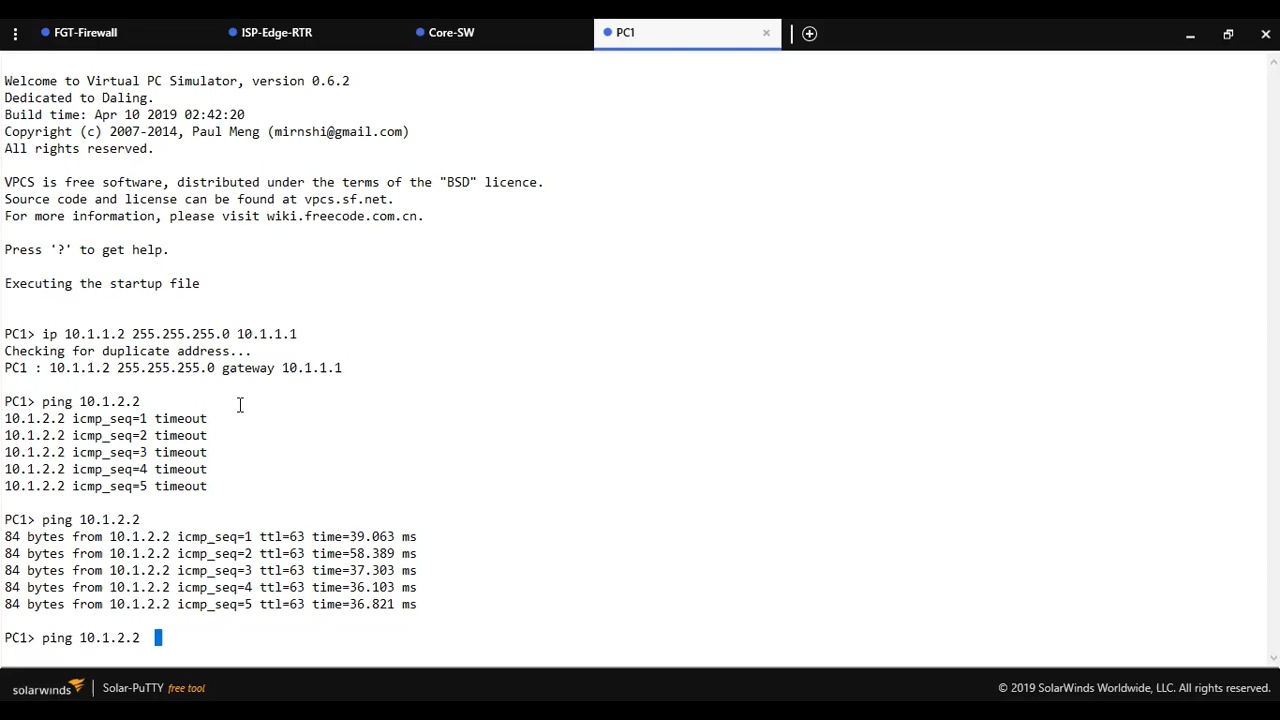 FGT-Firewall ISP-Edge-RTR Core-SW PC1
Welcome to Virtual PC Simulator, version 0.6.2
Dedicated to Daling.
Build time: Apr 10 2019 02:42:20
Copyright (c) 2007-2014, Paul Meng (mirnshi@gmail.com)
All rights reserved.
VPCS is free software, distributed under the terms of the "BSD" licence.
Source code and license can be found at vpcs.sf.net.
For more information, please visit wiki.freecode.com.cn.
Press '?' to get help.
Executing the startup file
PC1> ip 10.1.1.2 255.255.255.0 10.1.1.1
Checking for duplicate address...
PC1 : 10.1.1.2 255.255.255.0 gateway 10.1.1.1
PC1> ping 10.1.2.2
10.1.2.2 icmp_seq=1 timeout
10.1.2.2 icmp_seq=2 timeout
10.1.2.2 icmp_seq=3 timeout
10.1.2.2 icmp_seq=4 timeout
10.1.2.2 icmp_seq=5 timeout
PC1> ping 10.1.2.2
84 bytes from 10.1.2.2 icmp_seq=1 ttl=63 time=39.063 ms
84 bytes from 10.1.2.2 icmp_seq=2 ttl=63 time=58.389 ms
84 bytes from 10.1.2.2 icmp_seq=3 ttl=63 time=37.303 ms
84 bytes from 10.1.2.2 icmp_seq=4 ttl=63 time=36.103 ms
84 bytes from 10.1.2.2 icmp_seq=5 ttl=63 time=36.821 ms
PC1> ping 10.1.2.2
solarwinds Solar-PuTTY free tool © 2019 SolarWinds Worldwide, LLC. All rights reserved.